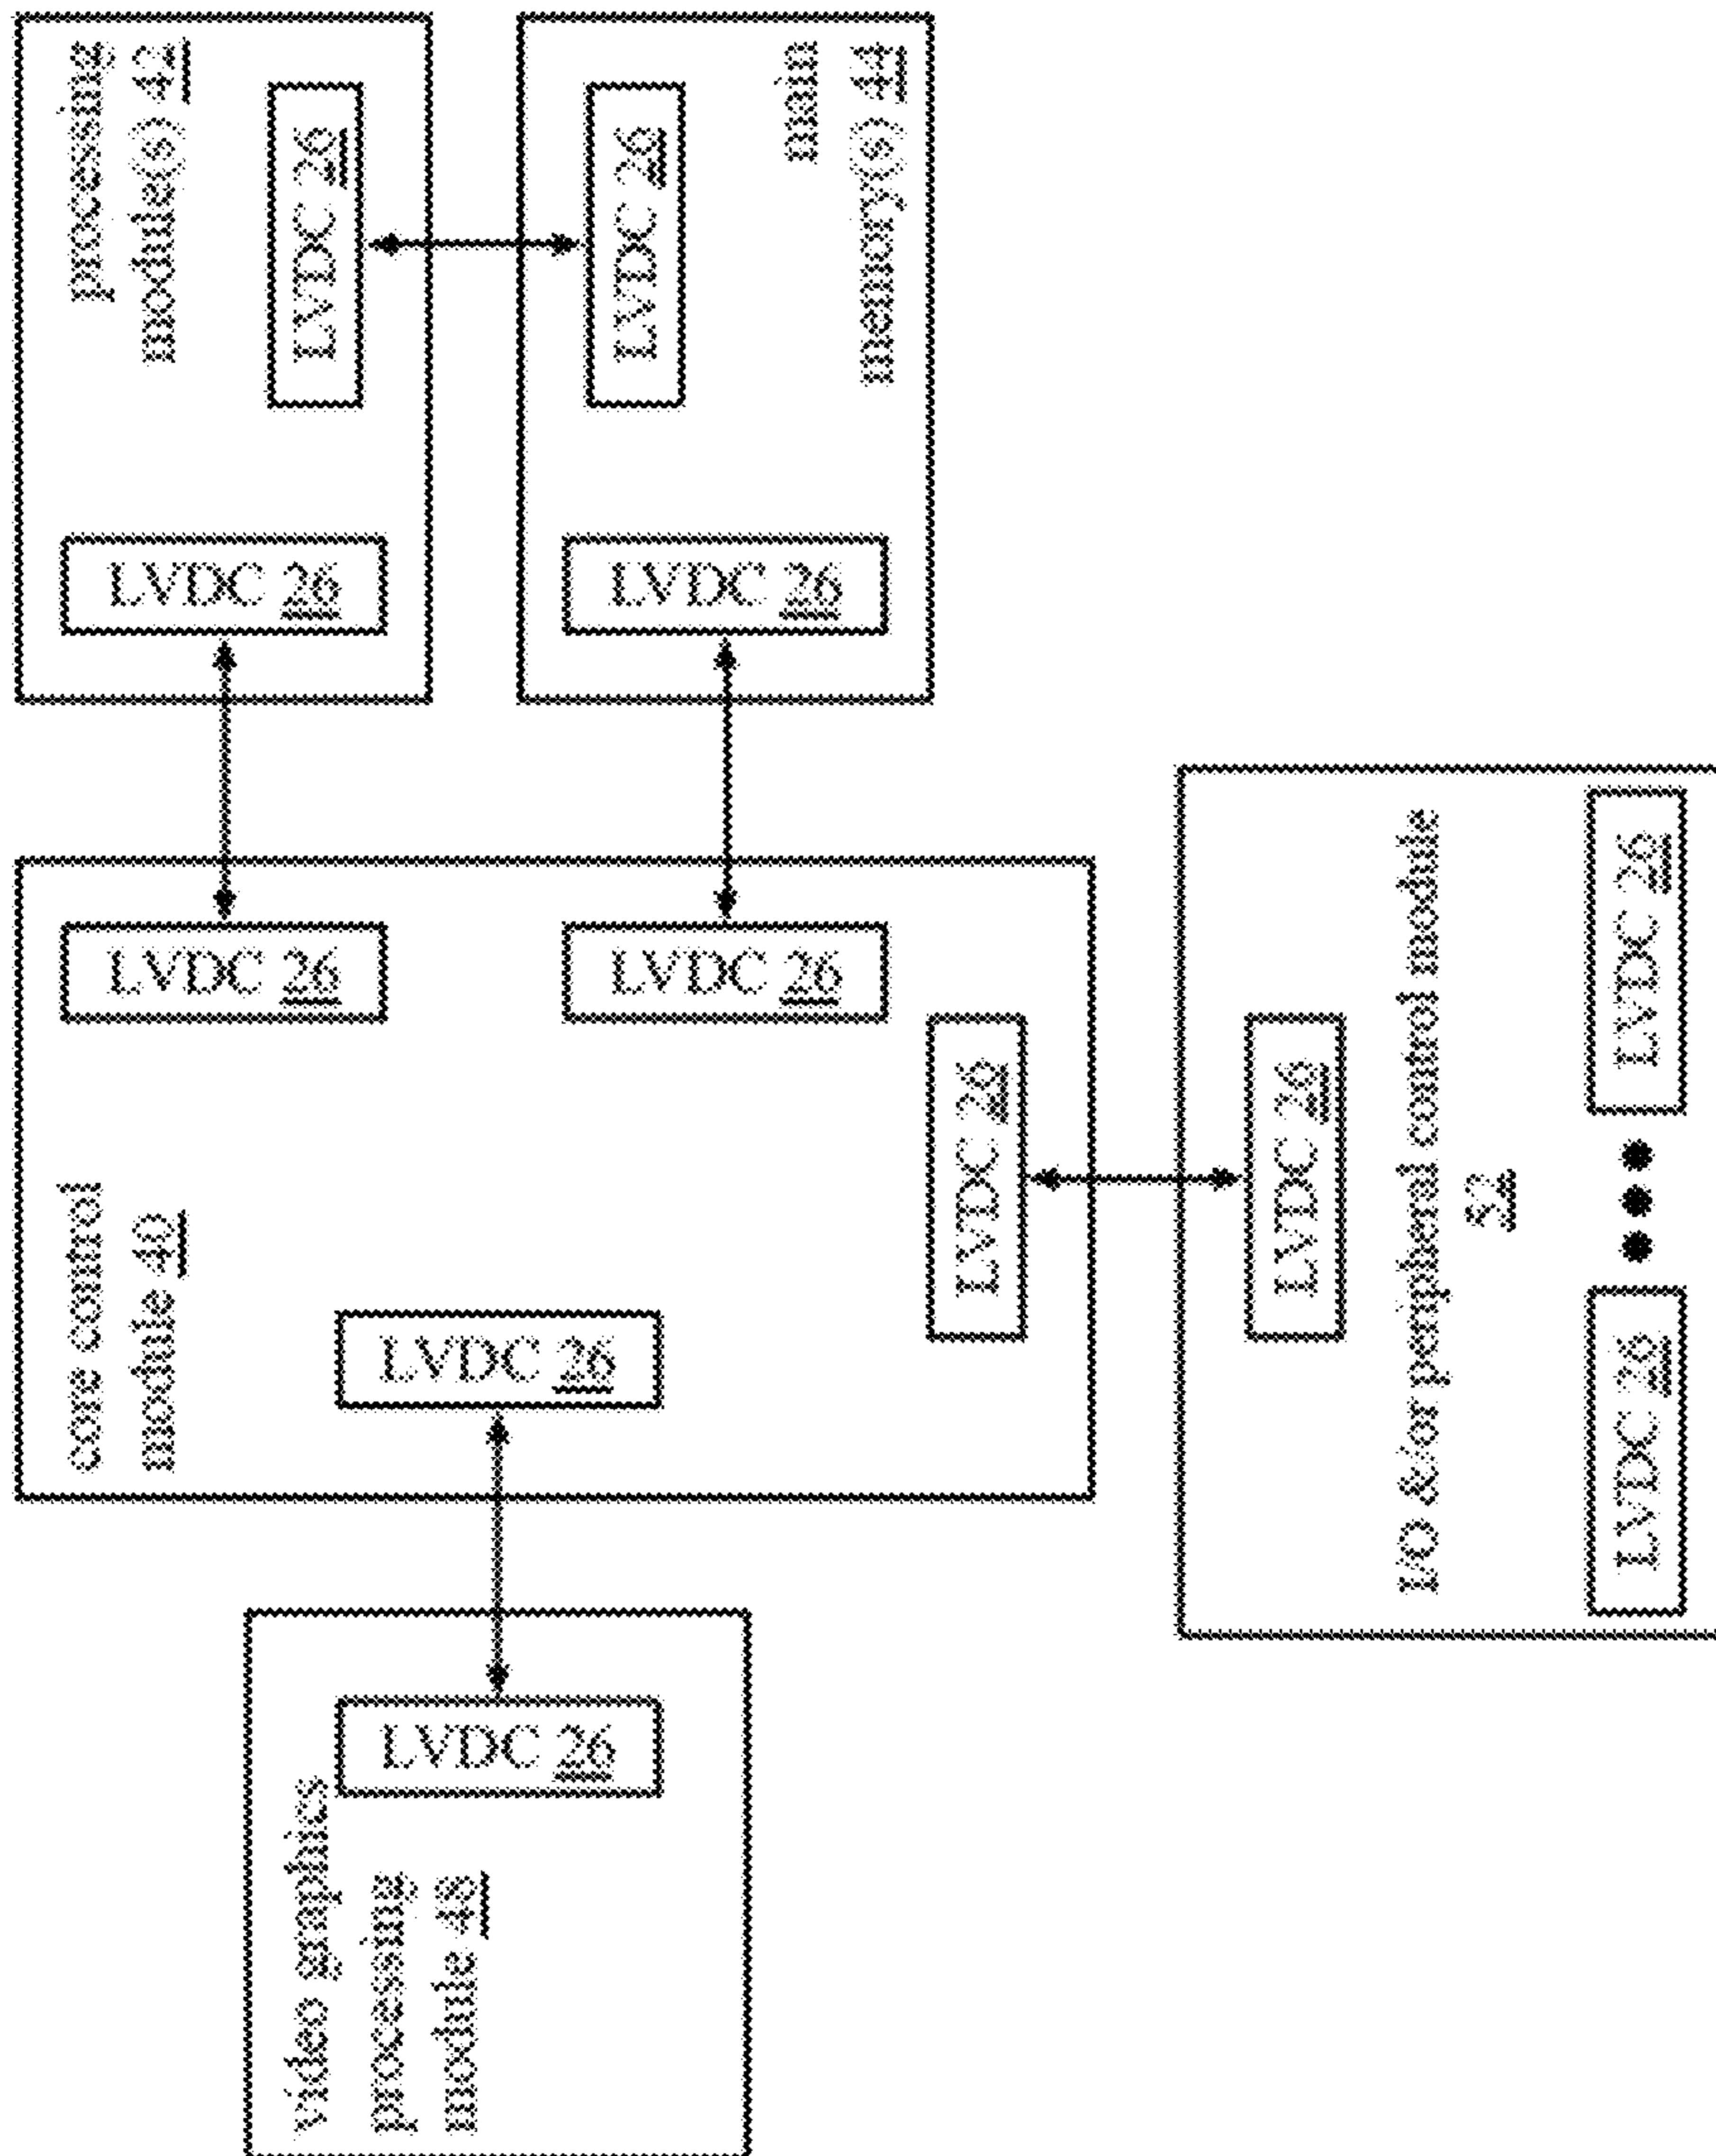 processing
module(s) 42
LVDC 26
LVDC 26
main
memory(s) 44
LVDC 26
LVDC 26
core control
module 40
LVDC 26
LVDC 26
LVDC 26
LVDC 26
video graphics
processing
module 48
LVDC 26
I/O &/or peripheral control module
52
LVDC 26
LVDC 26
LVDC 26